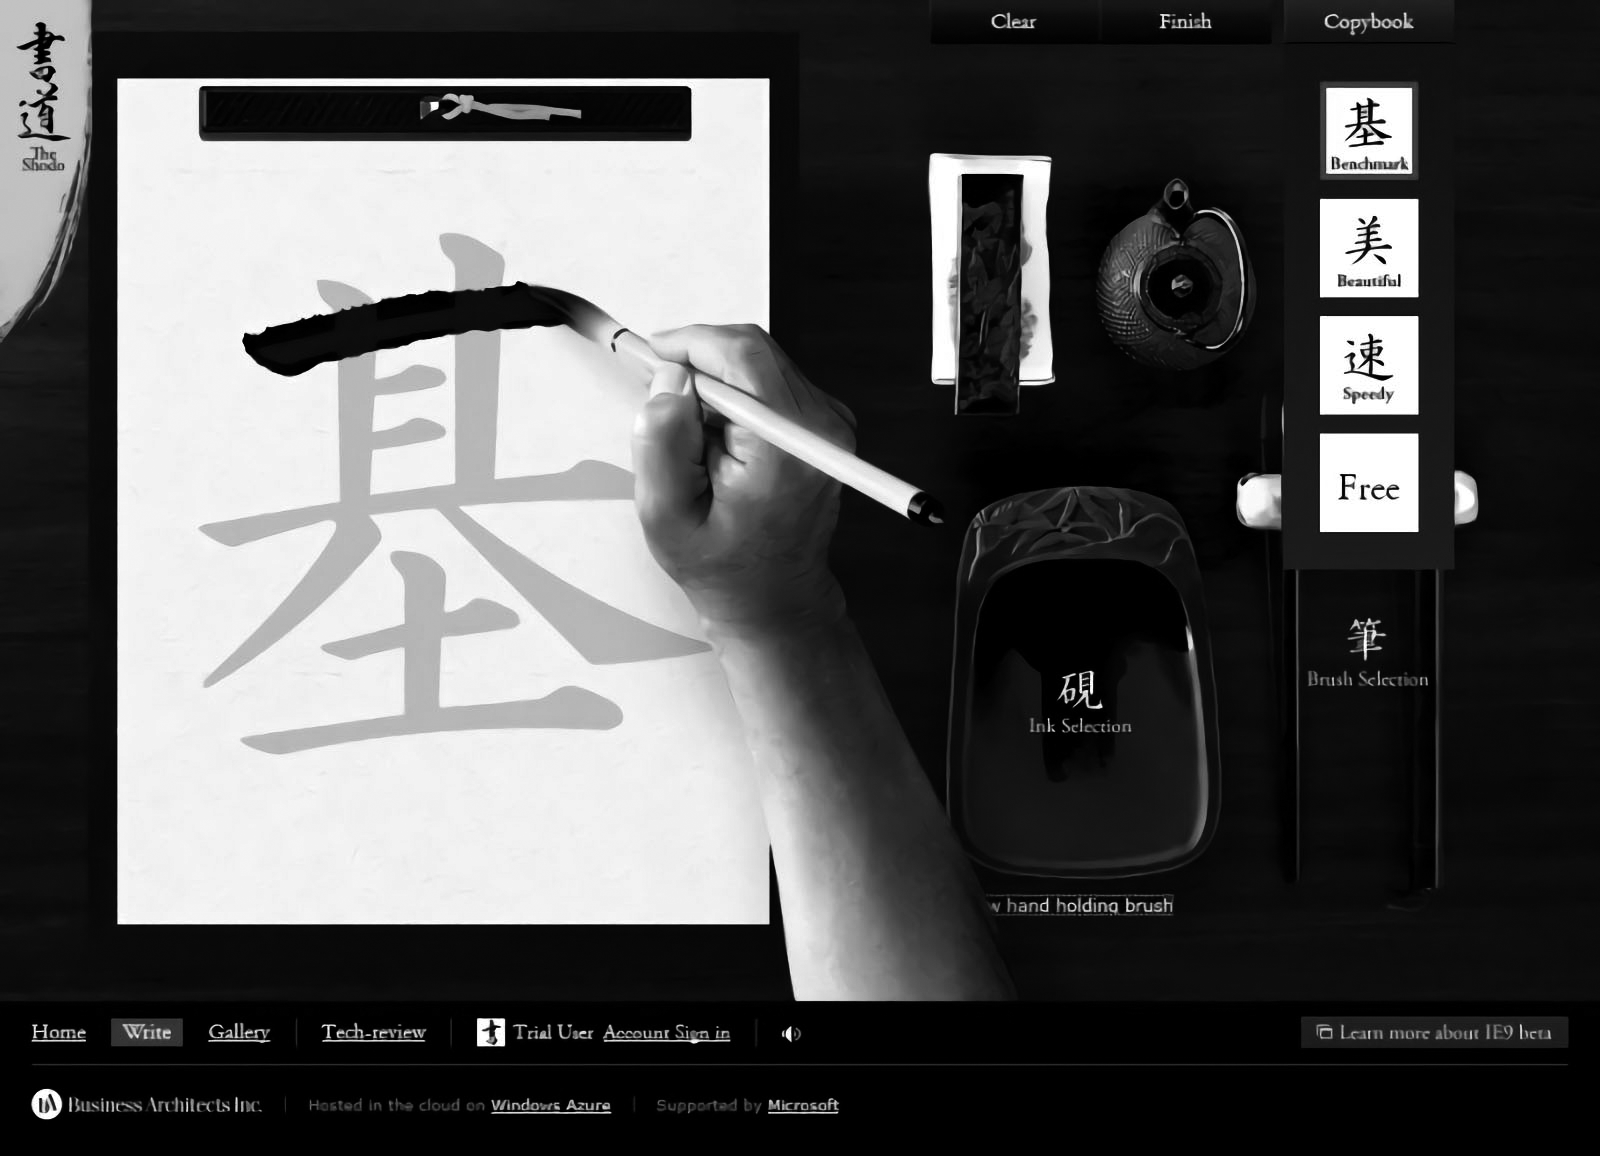 書道
The
Shodo
Clear
Finish
Copybook
基
Benchmark
美
Beautiful
速
Speedy
Free
基
硯
Ink Selection
筆
Brush Selection
w hand holding brush
Home
Write
Gallery
Tech-review
Trial User Account Sign in
Learn more about IE9 beta
Business Architects Inc.
Hosted in the cloud on Windows Azure
Supported by Microsoft